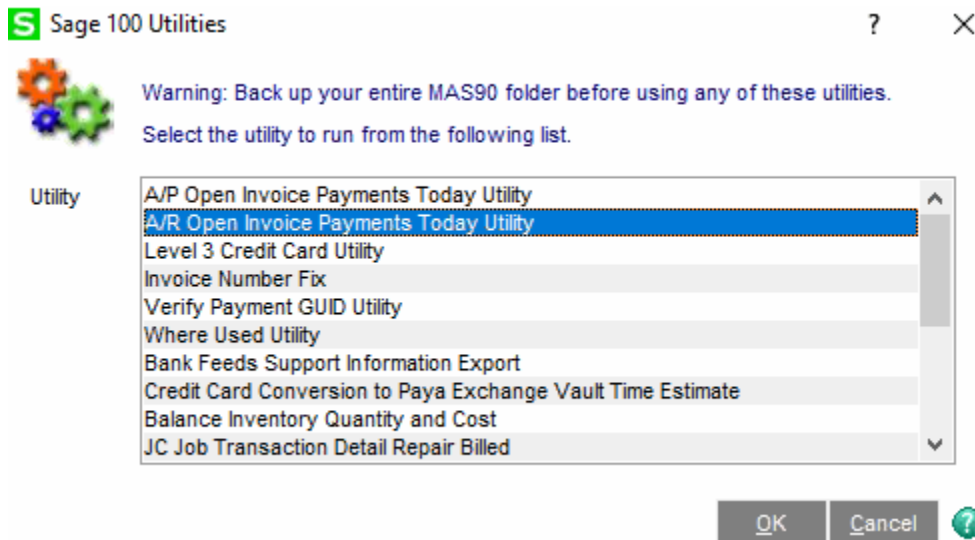 S Sage 100 Utilities ? X
Warning: Back up your entire MAS90 folder before using any of these utilities.
Select the utility to run from the following list.
Utility
A/P Open Invoice Payments Today Utility
A/R Open Invoice Payments Today Utility
Level 3 Credit Card Utility
Invoice Number Fix
Verify Payment GUID Utility
Where Used Utility
Bank Feeds Support Information Export
Credit Card Conversion to Paya Exchange Vault Time Estimate
Balance Inventory Quantity and Cost
JC Job Transaction Detail Repair Billed
OK Cancel ?